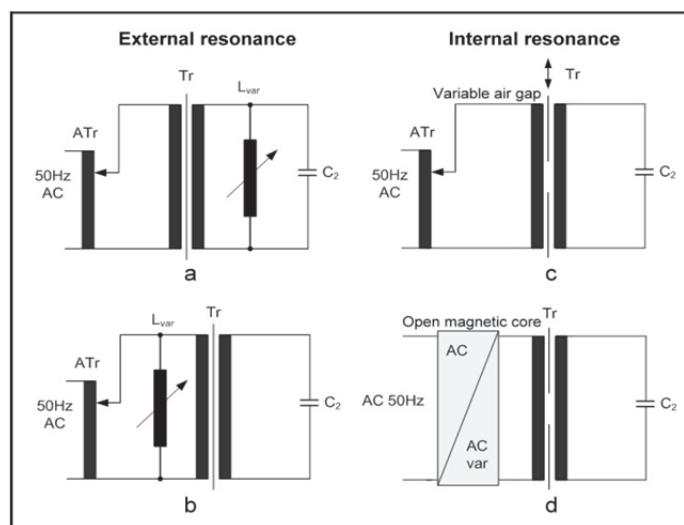 External resonance
Internal resonance
Tr
Lvar
ATr
50Hz
AC
C2
a
Tr
Variable air gap
ATr
50Hz
AC
C2
c
Tr
Lvar
ATr
50Hz
AC
C2
b
Tr
Open magnetic core
AC
AC 50Hz
AC
var
C2
d